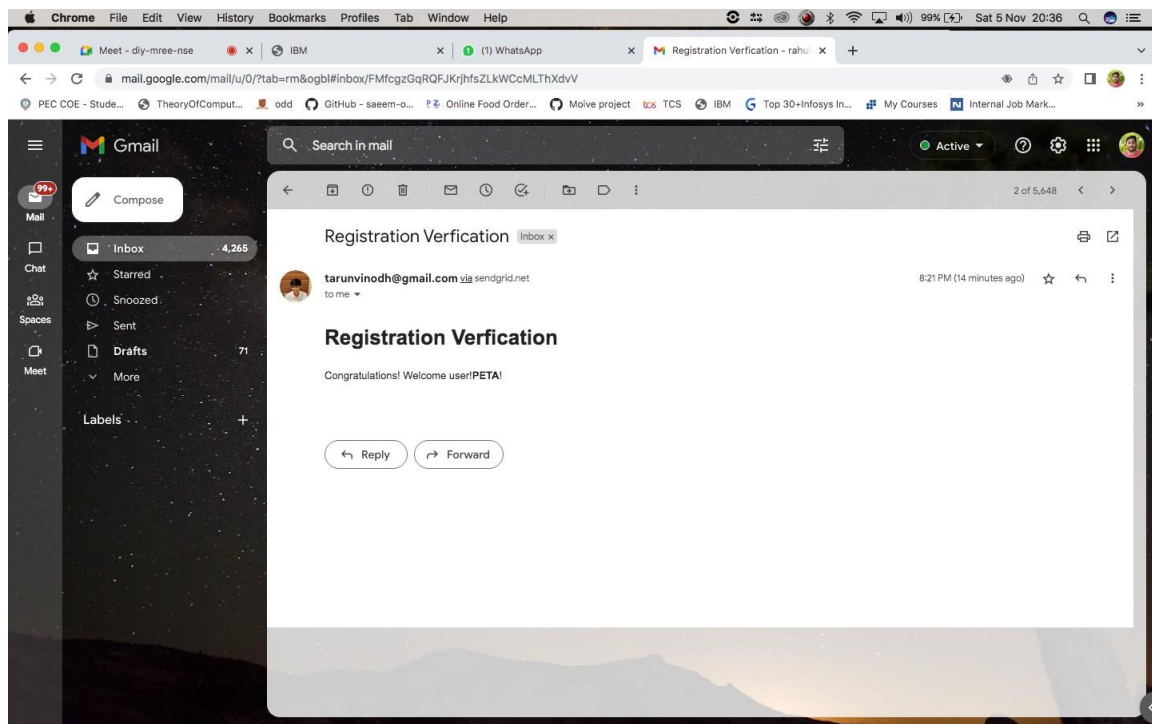 Chrome File Edit View History Bookmarks Profiles Tab Window Help 99% Sat 5 Nov 20:36
Meet - diy-mree-nse IBM (1) WhatsApp Registration Verfication - rahu
mail.google.com/mail/u/0/?tab=rm&ogbl#inbox/FMfcgzGqRQFJKrjhfsZLkWCcMLThXdvV
PEC COE - Stude... TheoryOfComput... odd GitHub - saeem-o... Online Food Order... Moive project tcs TCS IBM Top 30+Infosys In... My Courses Internal Job Mark... »
Gmail Search in mail Active
99+
Mail Compose 2 of 5,648
Registration Verfication Inbox x
Inbox 4,265
Chat
Starred
tarunvinodh@gmail.com via sendgrid.net 8:21 PM (14 minutes ago)
to me
Snoozed
Spaces
Sent
Registration Verfication
Drafts 71
Meet
More
Congratulations! Welcome user!PETA!
Labels +
Reply Forward